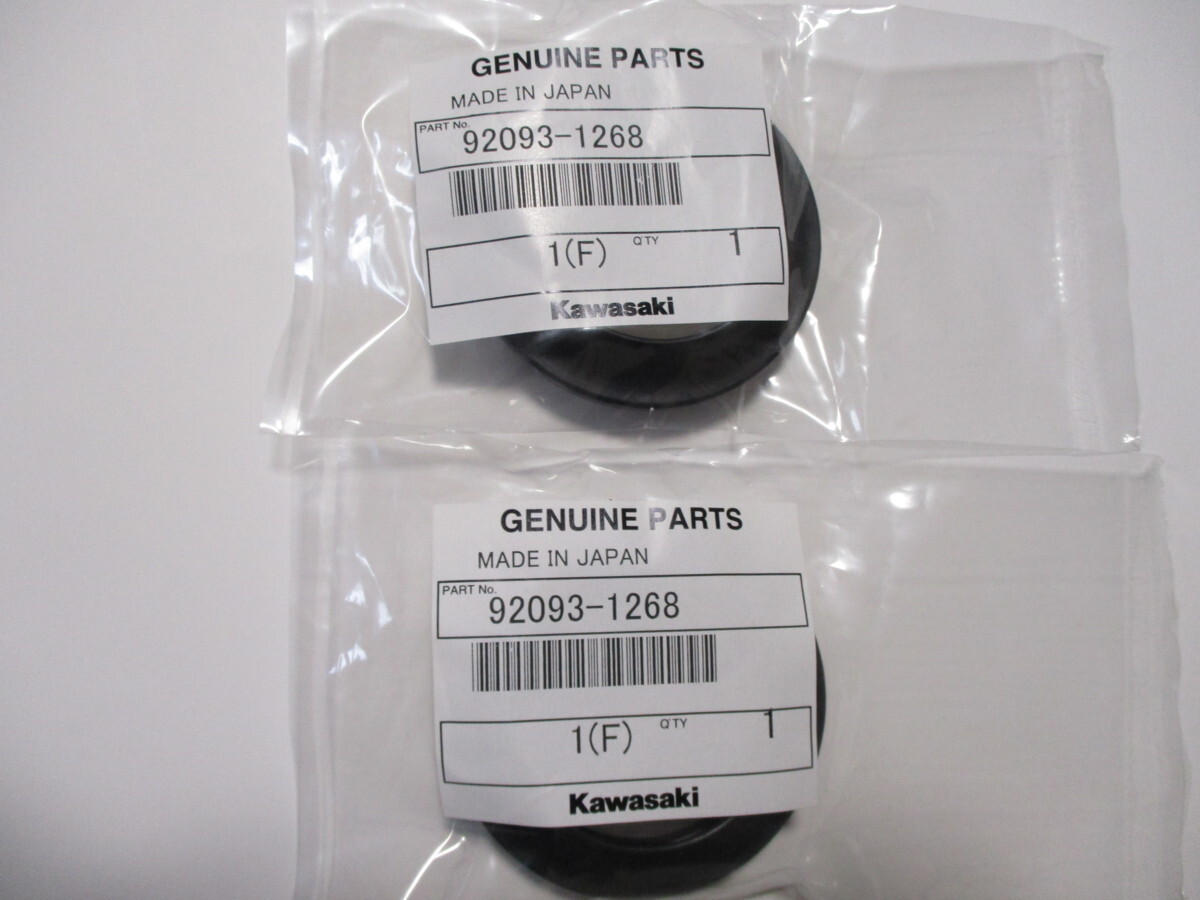 GENUINE PARTS
MADE IN JAPAN
PART No.
92093-1268
1(F) Q'TY 1
Kawasaki
GENUINE PARTS
MADE IN JAPAN
PART No.
92093-1268
1(F) Q'TY 1
Kawasaki